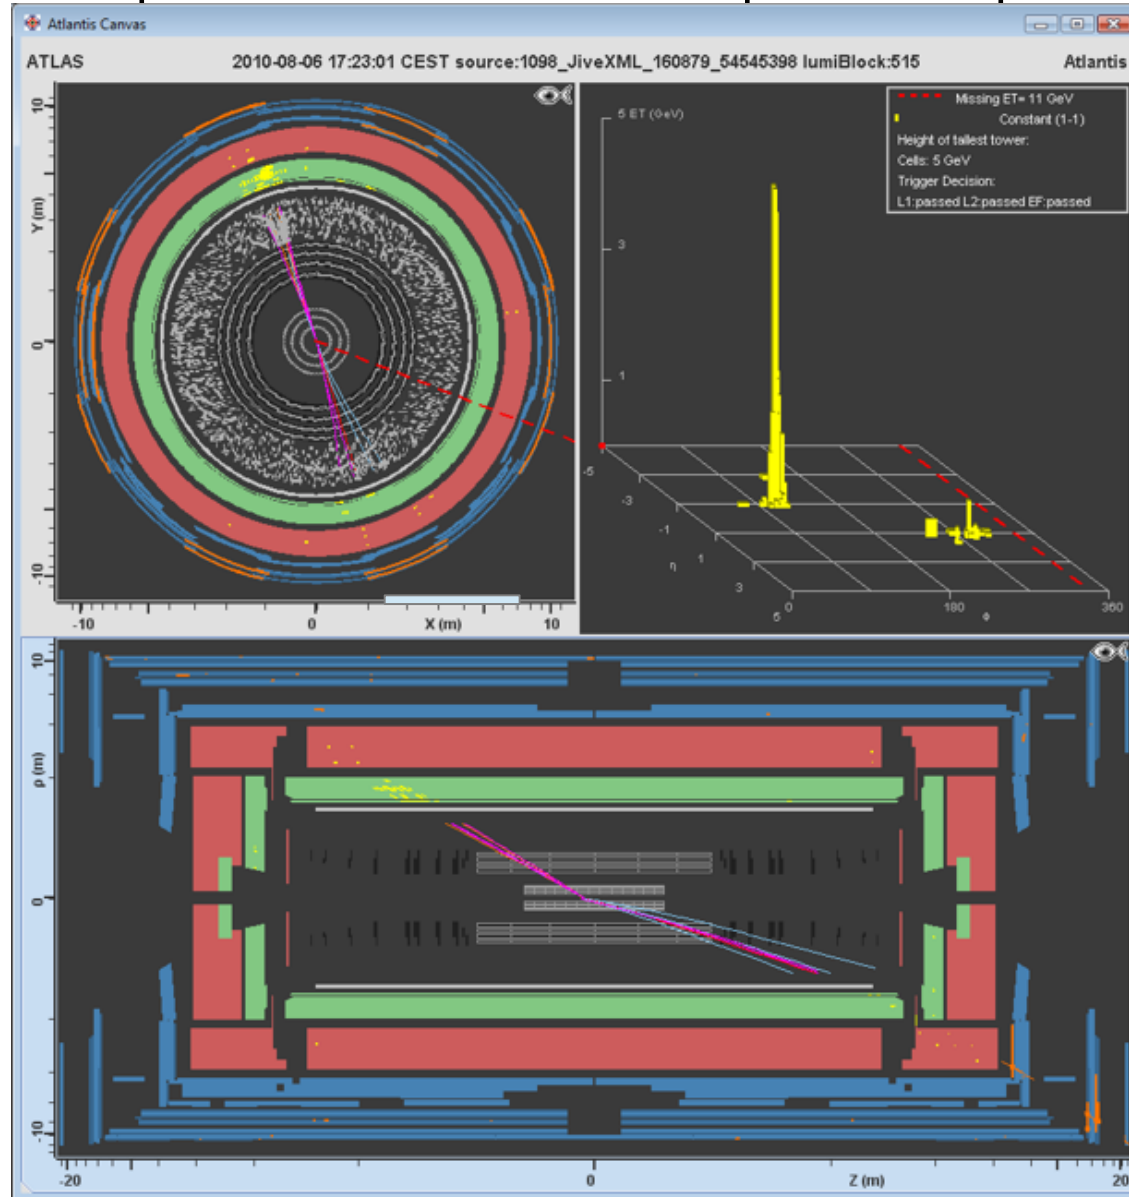 Atlantis Canvas
ATLAS 2010-08-06 17:23:01 CEST source:1098_JiveXML_160879_54545398 lumiBlock:515 Atlantis
10
Y (m)
0
-10
-10 0 X (m) 10
5 ET (GeV)
3
1
-5
-3
-1
η 1
3
5 0 180 Φ 360
Missing ET= 11 GeV
Constant (1-1)
Height of tallest tower:
Cells: 5 GeV
Trigger Decision:
L1:passed L2:passed EF:passed
10
ρ (m)
0
-10
-20 0 Z (m) 20